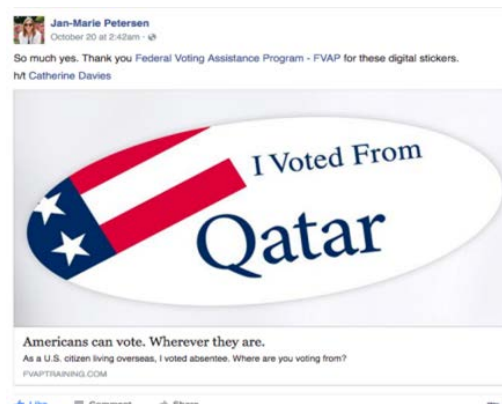 Jan-Marie Petersen
October 20 at 2:42am ·
So much yes. Thank you Federal Voting Assistance Program - FVAP for these digital stickers.
h/t Catherine Davies
I Voted From
Qatar
Americans can vote. Wherever they are.
As a U.S. citizen living overseas, I voted absentee. Where are you voting from?
FVAPTRAINING.COM
Like Comment Share